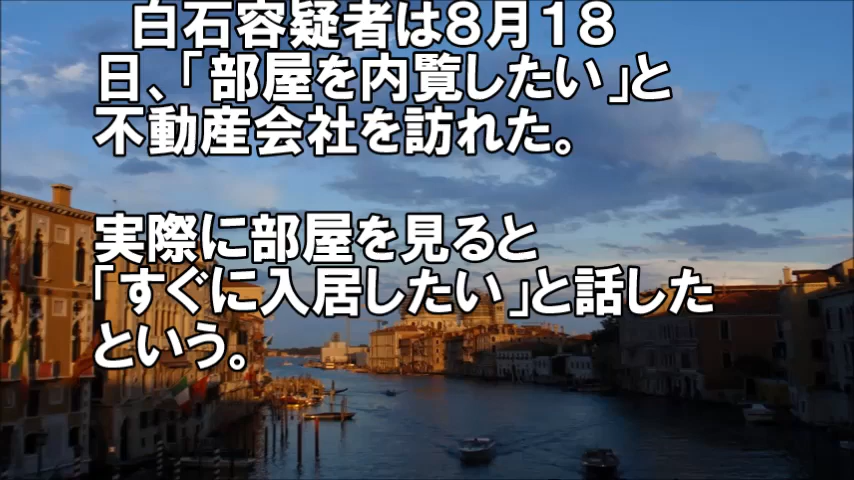 白石容疑者は８月１８
日、「部屋を内覧したい」と
不動産会社を訪れた。
実際に部屋を見ると
「すぐに入居したい」と話した
という。